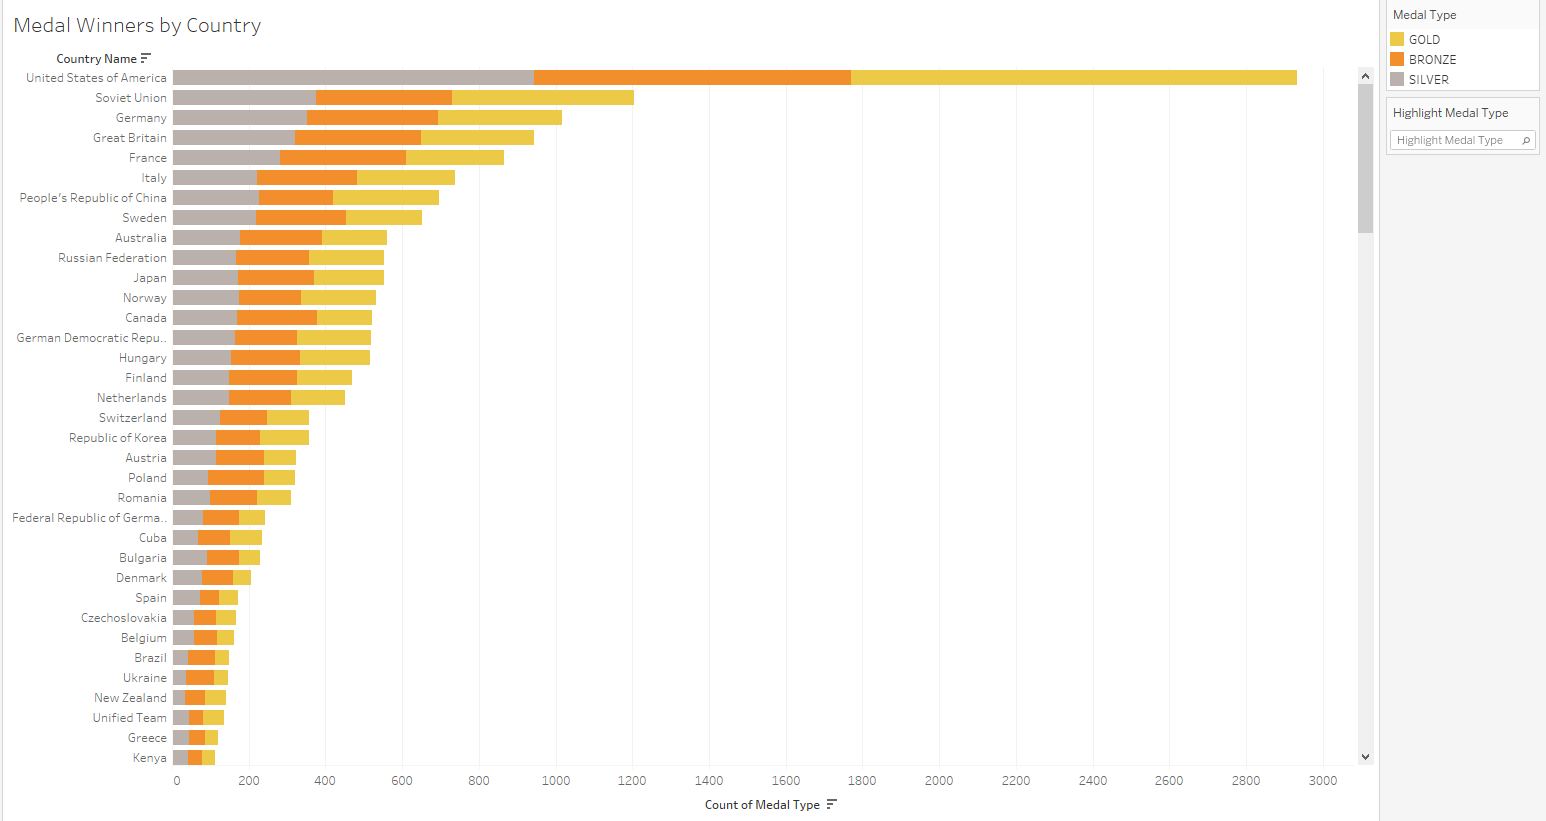 Medal Winners by Country
Country Name
United States of America
Soviet Union
Germany
Great Britain
France
Italy
People's Republic of China
Sweden
Australia
Russian Federation
Japan
Norway
Canada
German Democratic Repu..
Hungary
Finland
Netherlands
Switzerland
Republic of Korea
Austria
Poland
Romania
Federal Republic of Germa..
Cuba
Bulgaria
Denmark
Spain
Czechoslovakia
Belgium
Brazil
Ukraine
New Zealand
Unified Team
Greece
Kenya
0 200 400 600 800 1000 1200 1400 1600 1800 2000 2200 2400 2600 2800 3000
Count of Medal Type
Medal Type
GOLD
BRONZE
SILVER
Highlight Medal Type
Highlight Medal Type